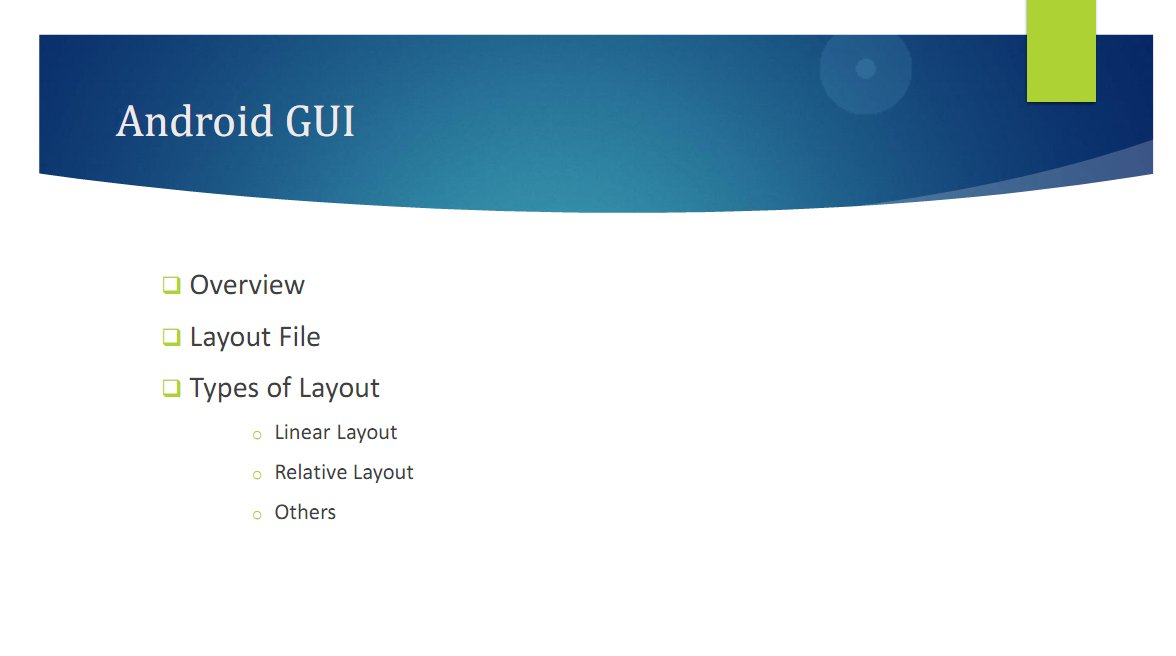 Android GUI
Overview
Layout File
Types of Layout
Linear Layout
Relative Layout
Others